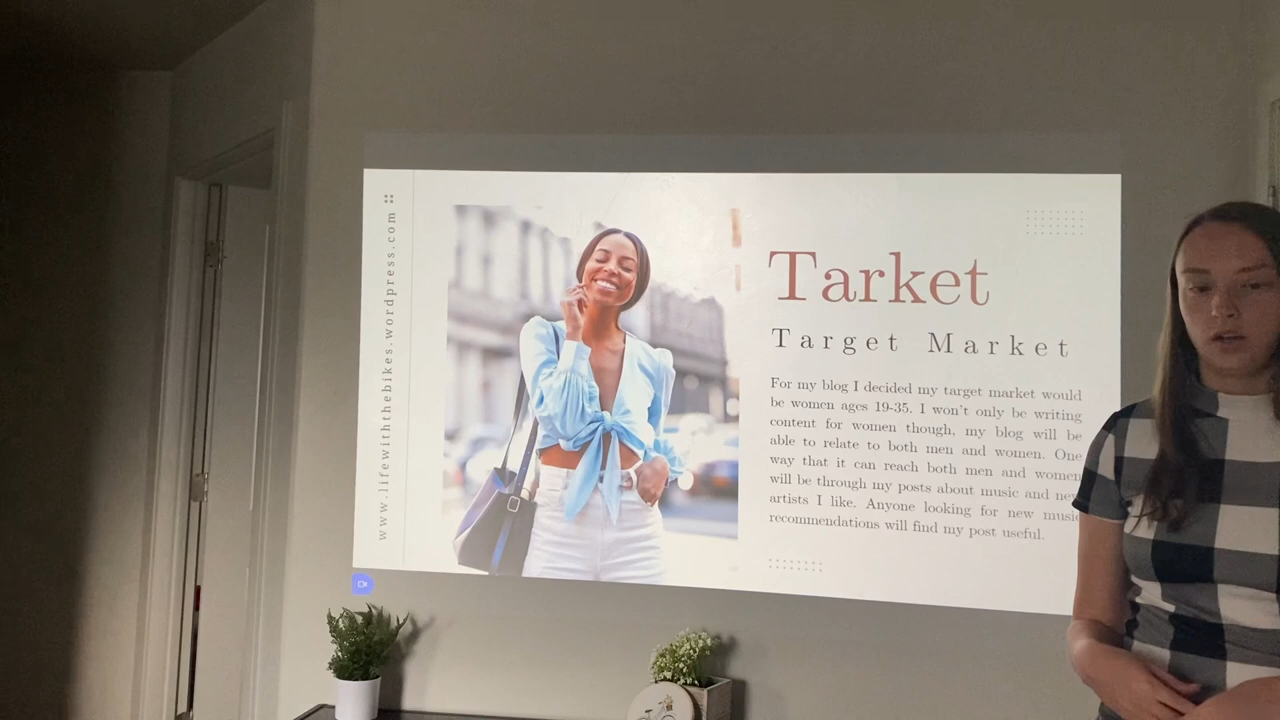 www.lifewiththebikes.wordpress.com
Tarket
Target Market
For my blog I decided my target market would
be women ages 19-35. I won't only be writing
content for women though, my blog will be
able to relate to both men and women. One
way that it can reach both men and women
will be through my posts about music and new
artists I like. Anyone looking for new music
recommendations will find my post useful.